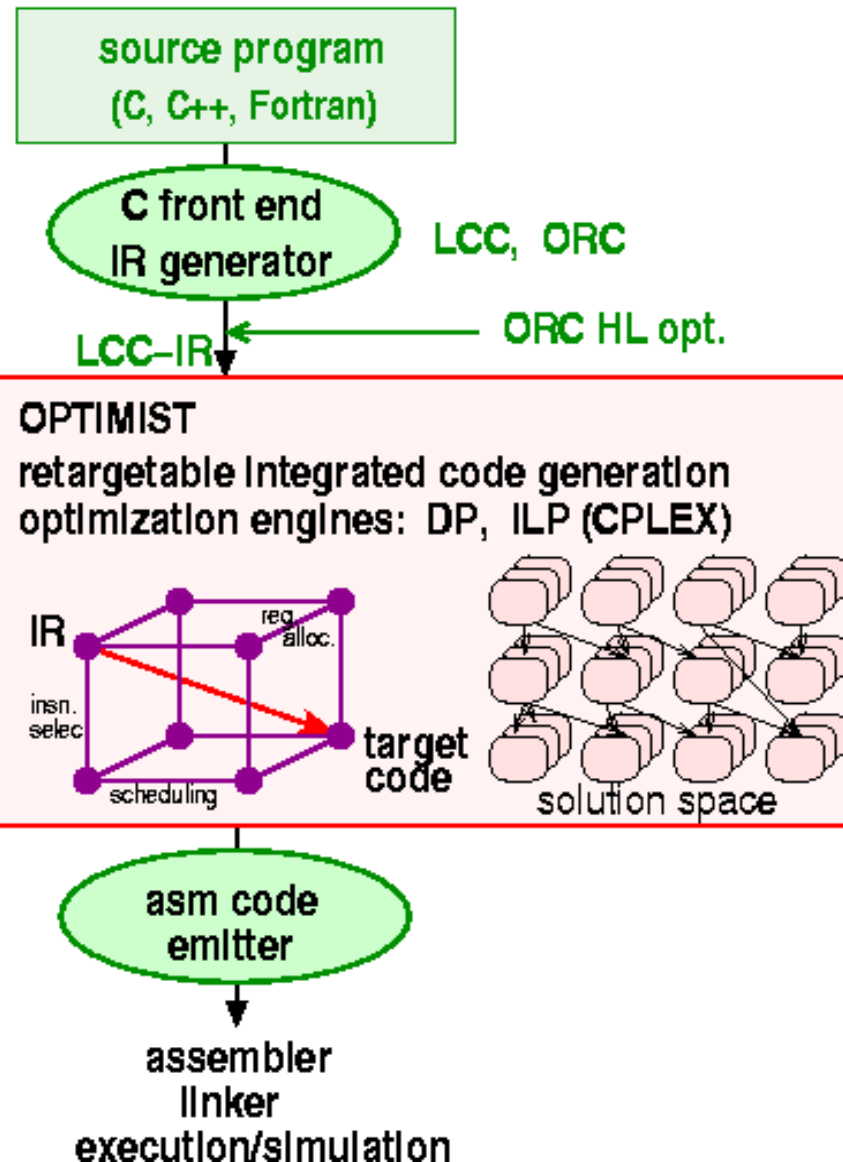 source program
(C, C++, Fortran)
C front end
IR generator
LCC, ORC
ORC HL opt.
LCC–IR
OPTIMIST
retargetable integrated code generation
optimization engines: DP, ILP (CPLEX)
IR
reg.
alloc.
insn.
selec
target
code
scheduling
solution space
asm code
emitter
assembler
linker
execution/simulation